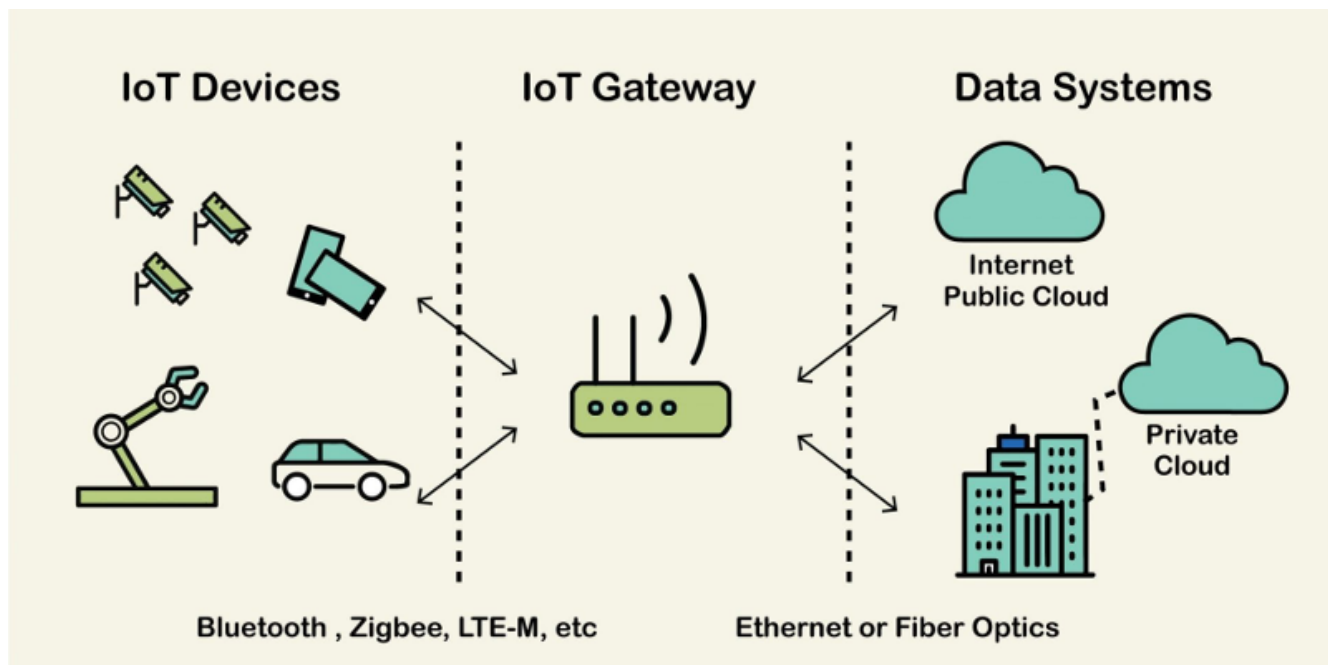 IoT Devices
IoT Gateway
Data Systems
Internet
Public Cloud
Private
Cloud
Bluetooth , Zigbee, LTE-M, etc
Ethernet or Fiber Optics